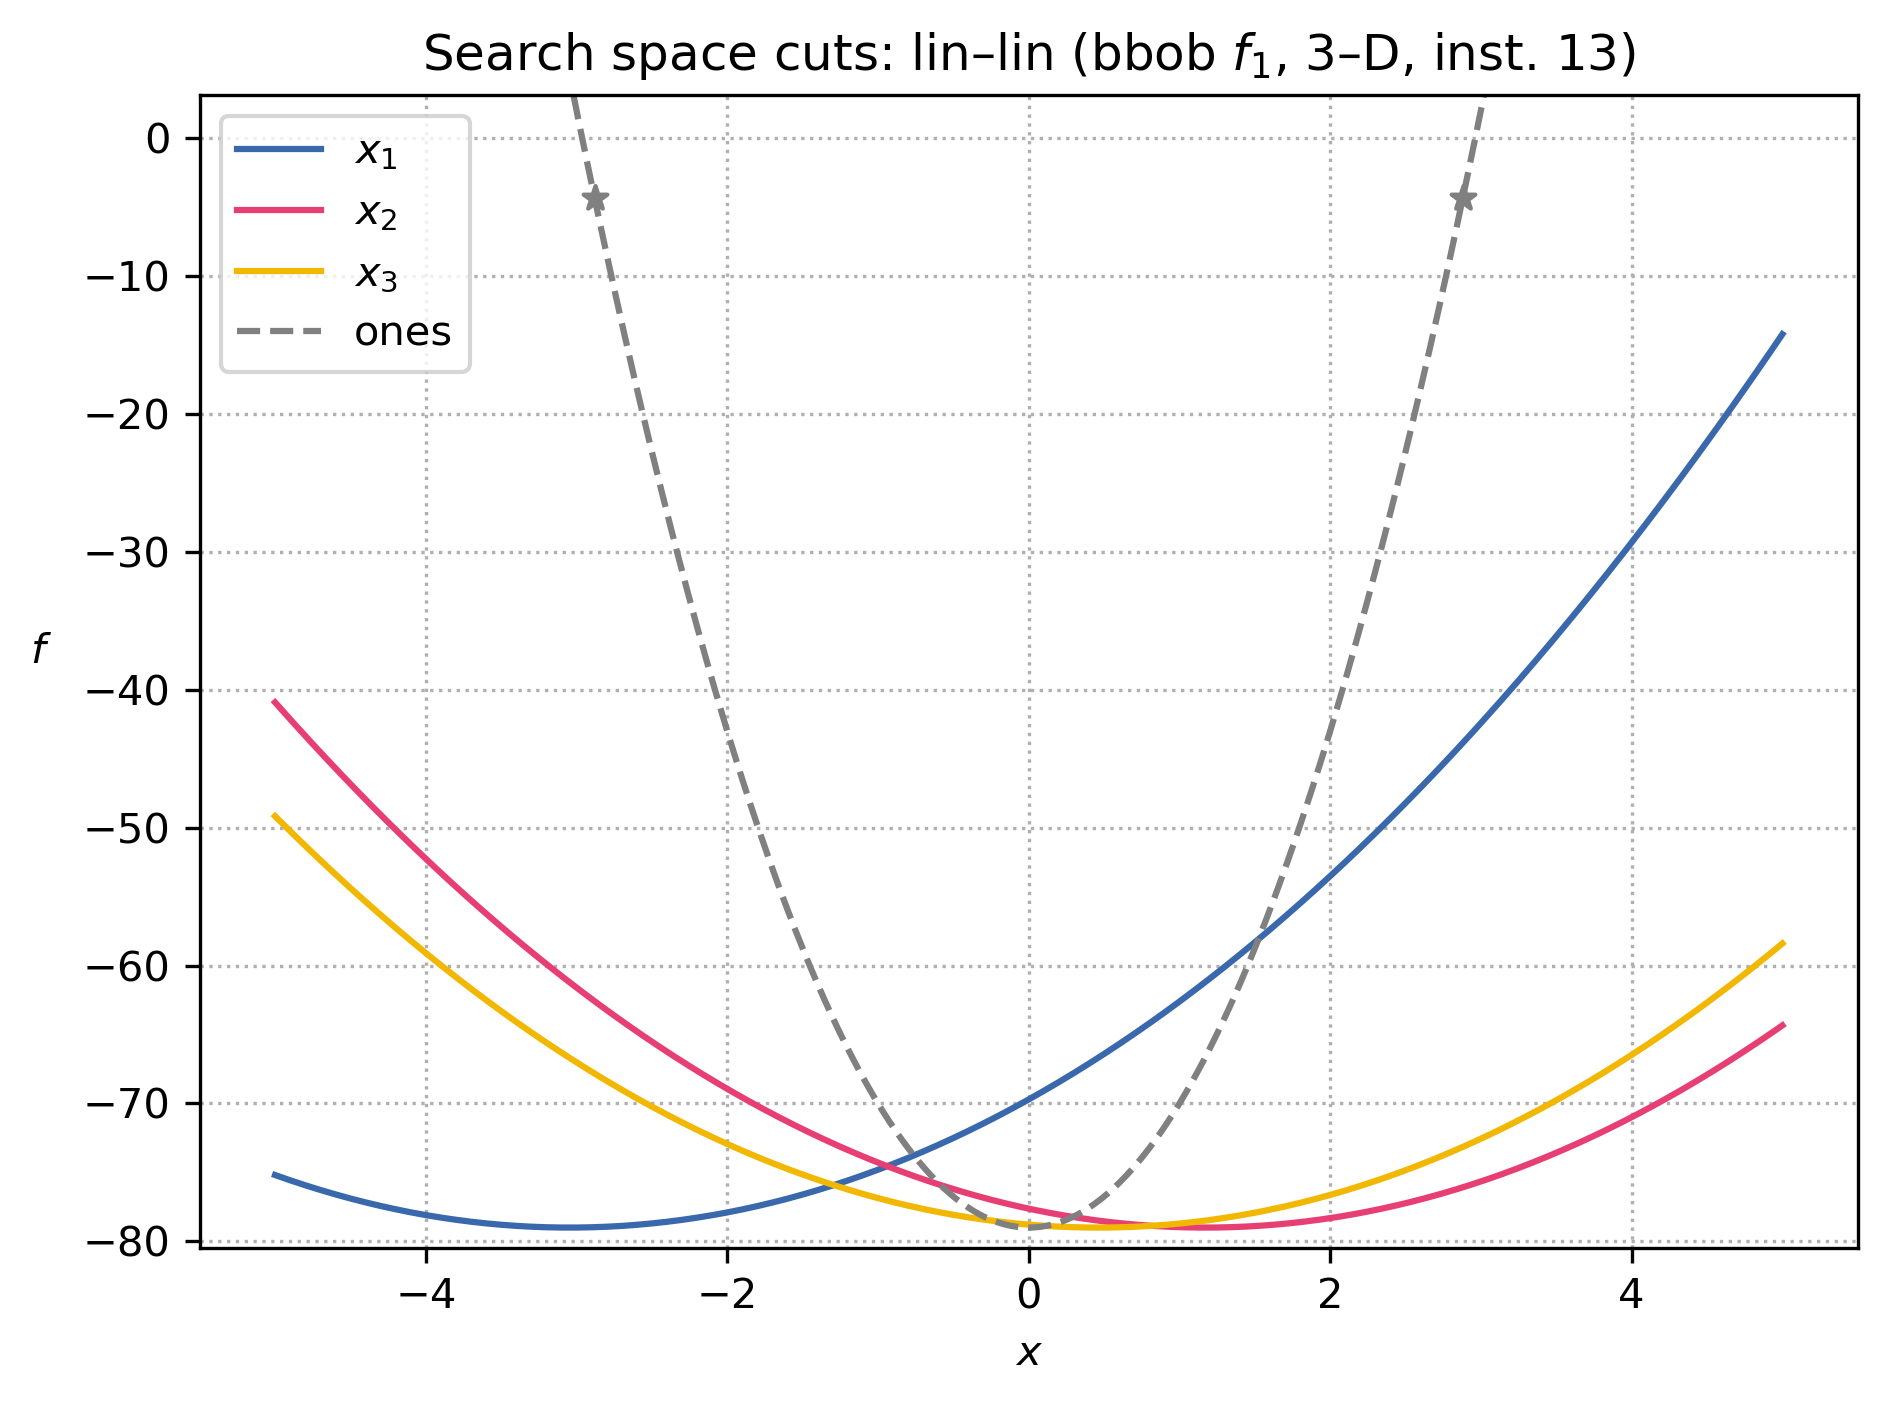 Search space cuts: lin–lin (bbob f₁, 3–D, inst. 13)
x₁
x₂
x₃
ones
f
0
−10
−20
−30
−40
−50
−60
−70
−80
−4
−2
0
2
4
x